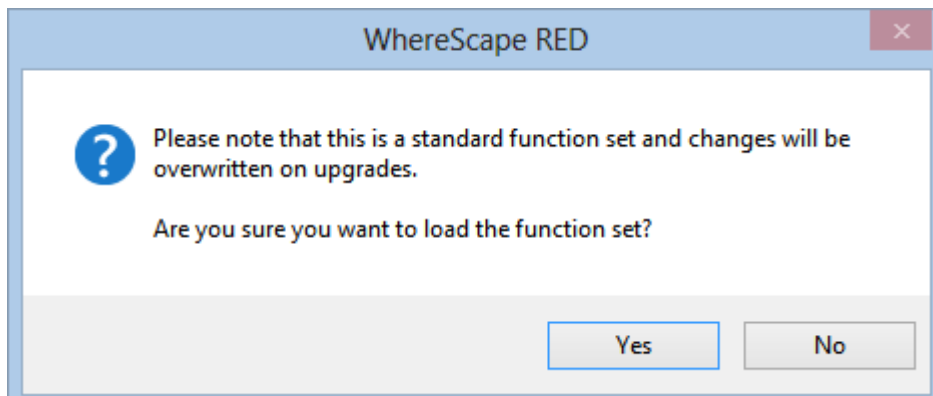 WhereScape RED
Please note that this is a standard function set and changes will be
overwritten on upgrades.
Are you sure you want to load the function set?
Yes
No